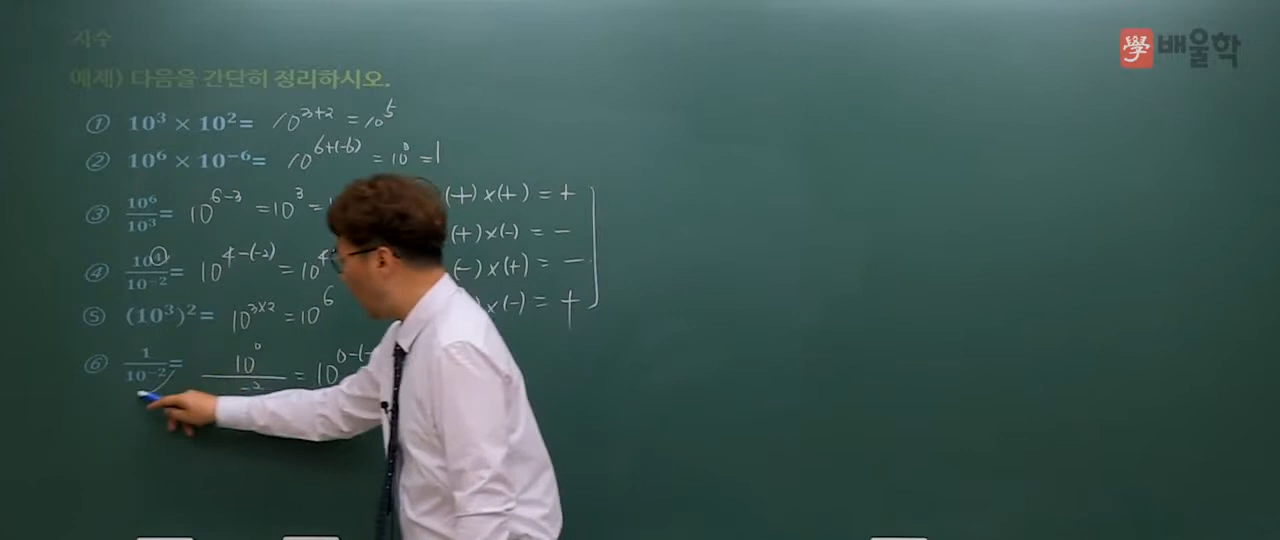 지수
學 배울학
예제) 다음을 간단히 정리하시오.
① 10³ × 10² = 10³⁺² = 10⁵
② 10⁶ × 10⁻⁶ = 10⁶⁺⁽⁻⁶⁾ = 10⁰ = 1
③ 10⁶/10³ = 10⁶⁻³ = 10³ =
(+) × (+) = +
(+) × (-) = -
④ 10⁴/10⁻² = 10⁴⁻⁽⁻²⁾ = 10⁴
(-) × (+) = -
⑤ (10³)² = 10³ˣ² = 10⁶
× (-) = +
⑥ 1/10⁻² = 10⁰/⁻² = 10⁰⁻⁽⁻